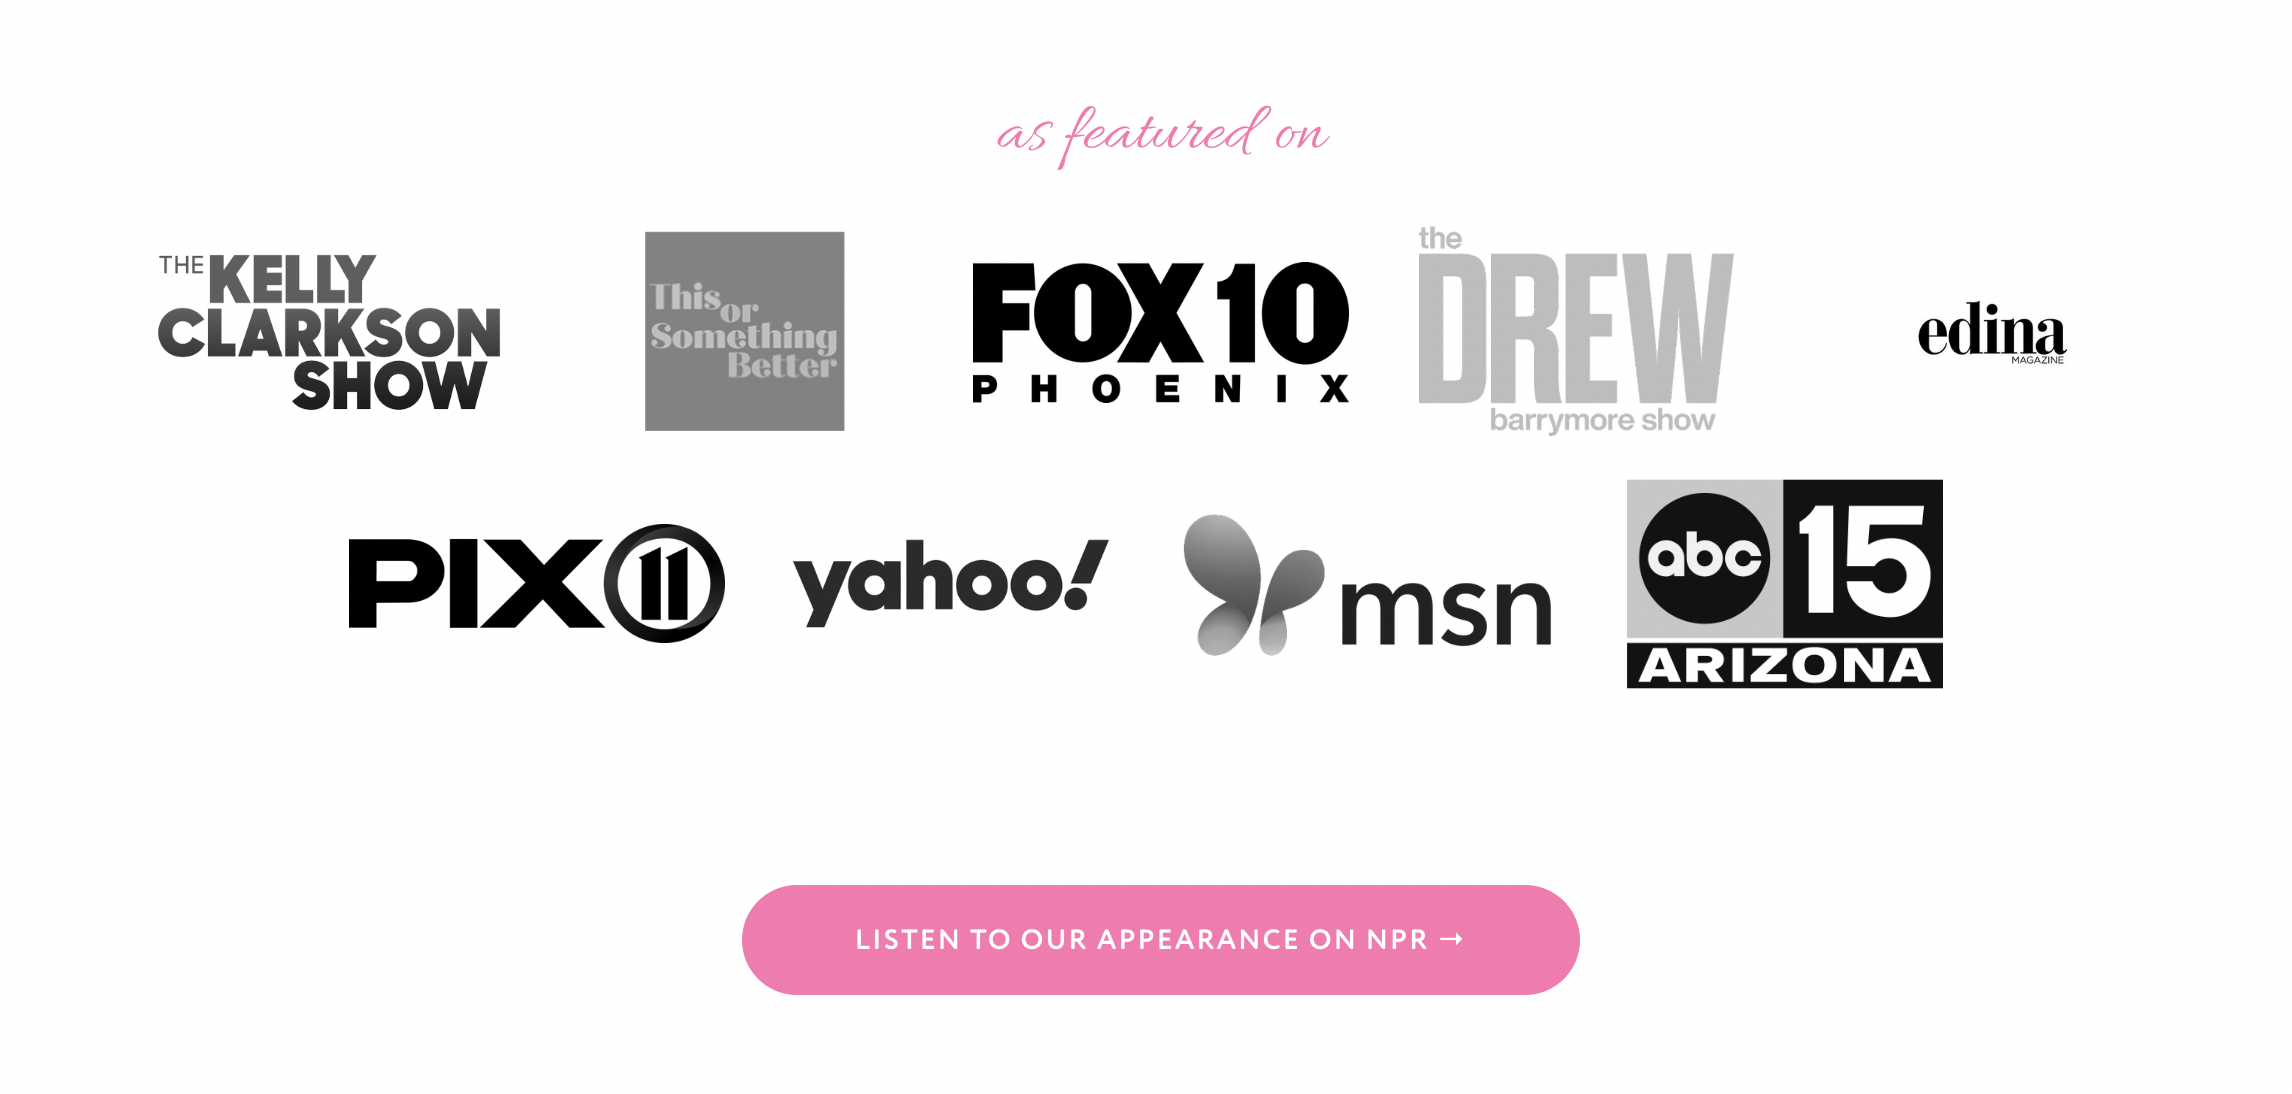 as featured on
THE KELLY
CLARKSON
SHOW
This
or
Something
Better
FOX 10
PHOENIX
the
DREW
barrymore show
edina
MAGAZINE
PIX 11
yahoo!
msn
abc 15
ARIZONA
LISTEN TO OUR APPEARANCE ON NPR →